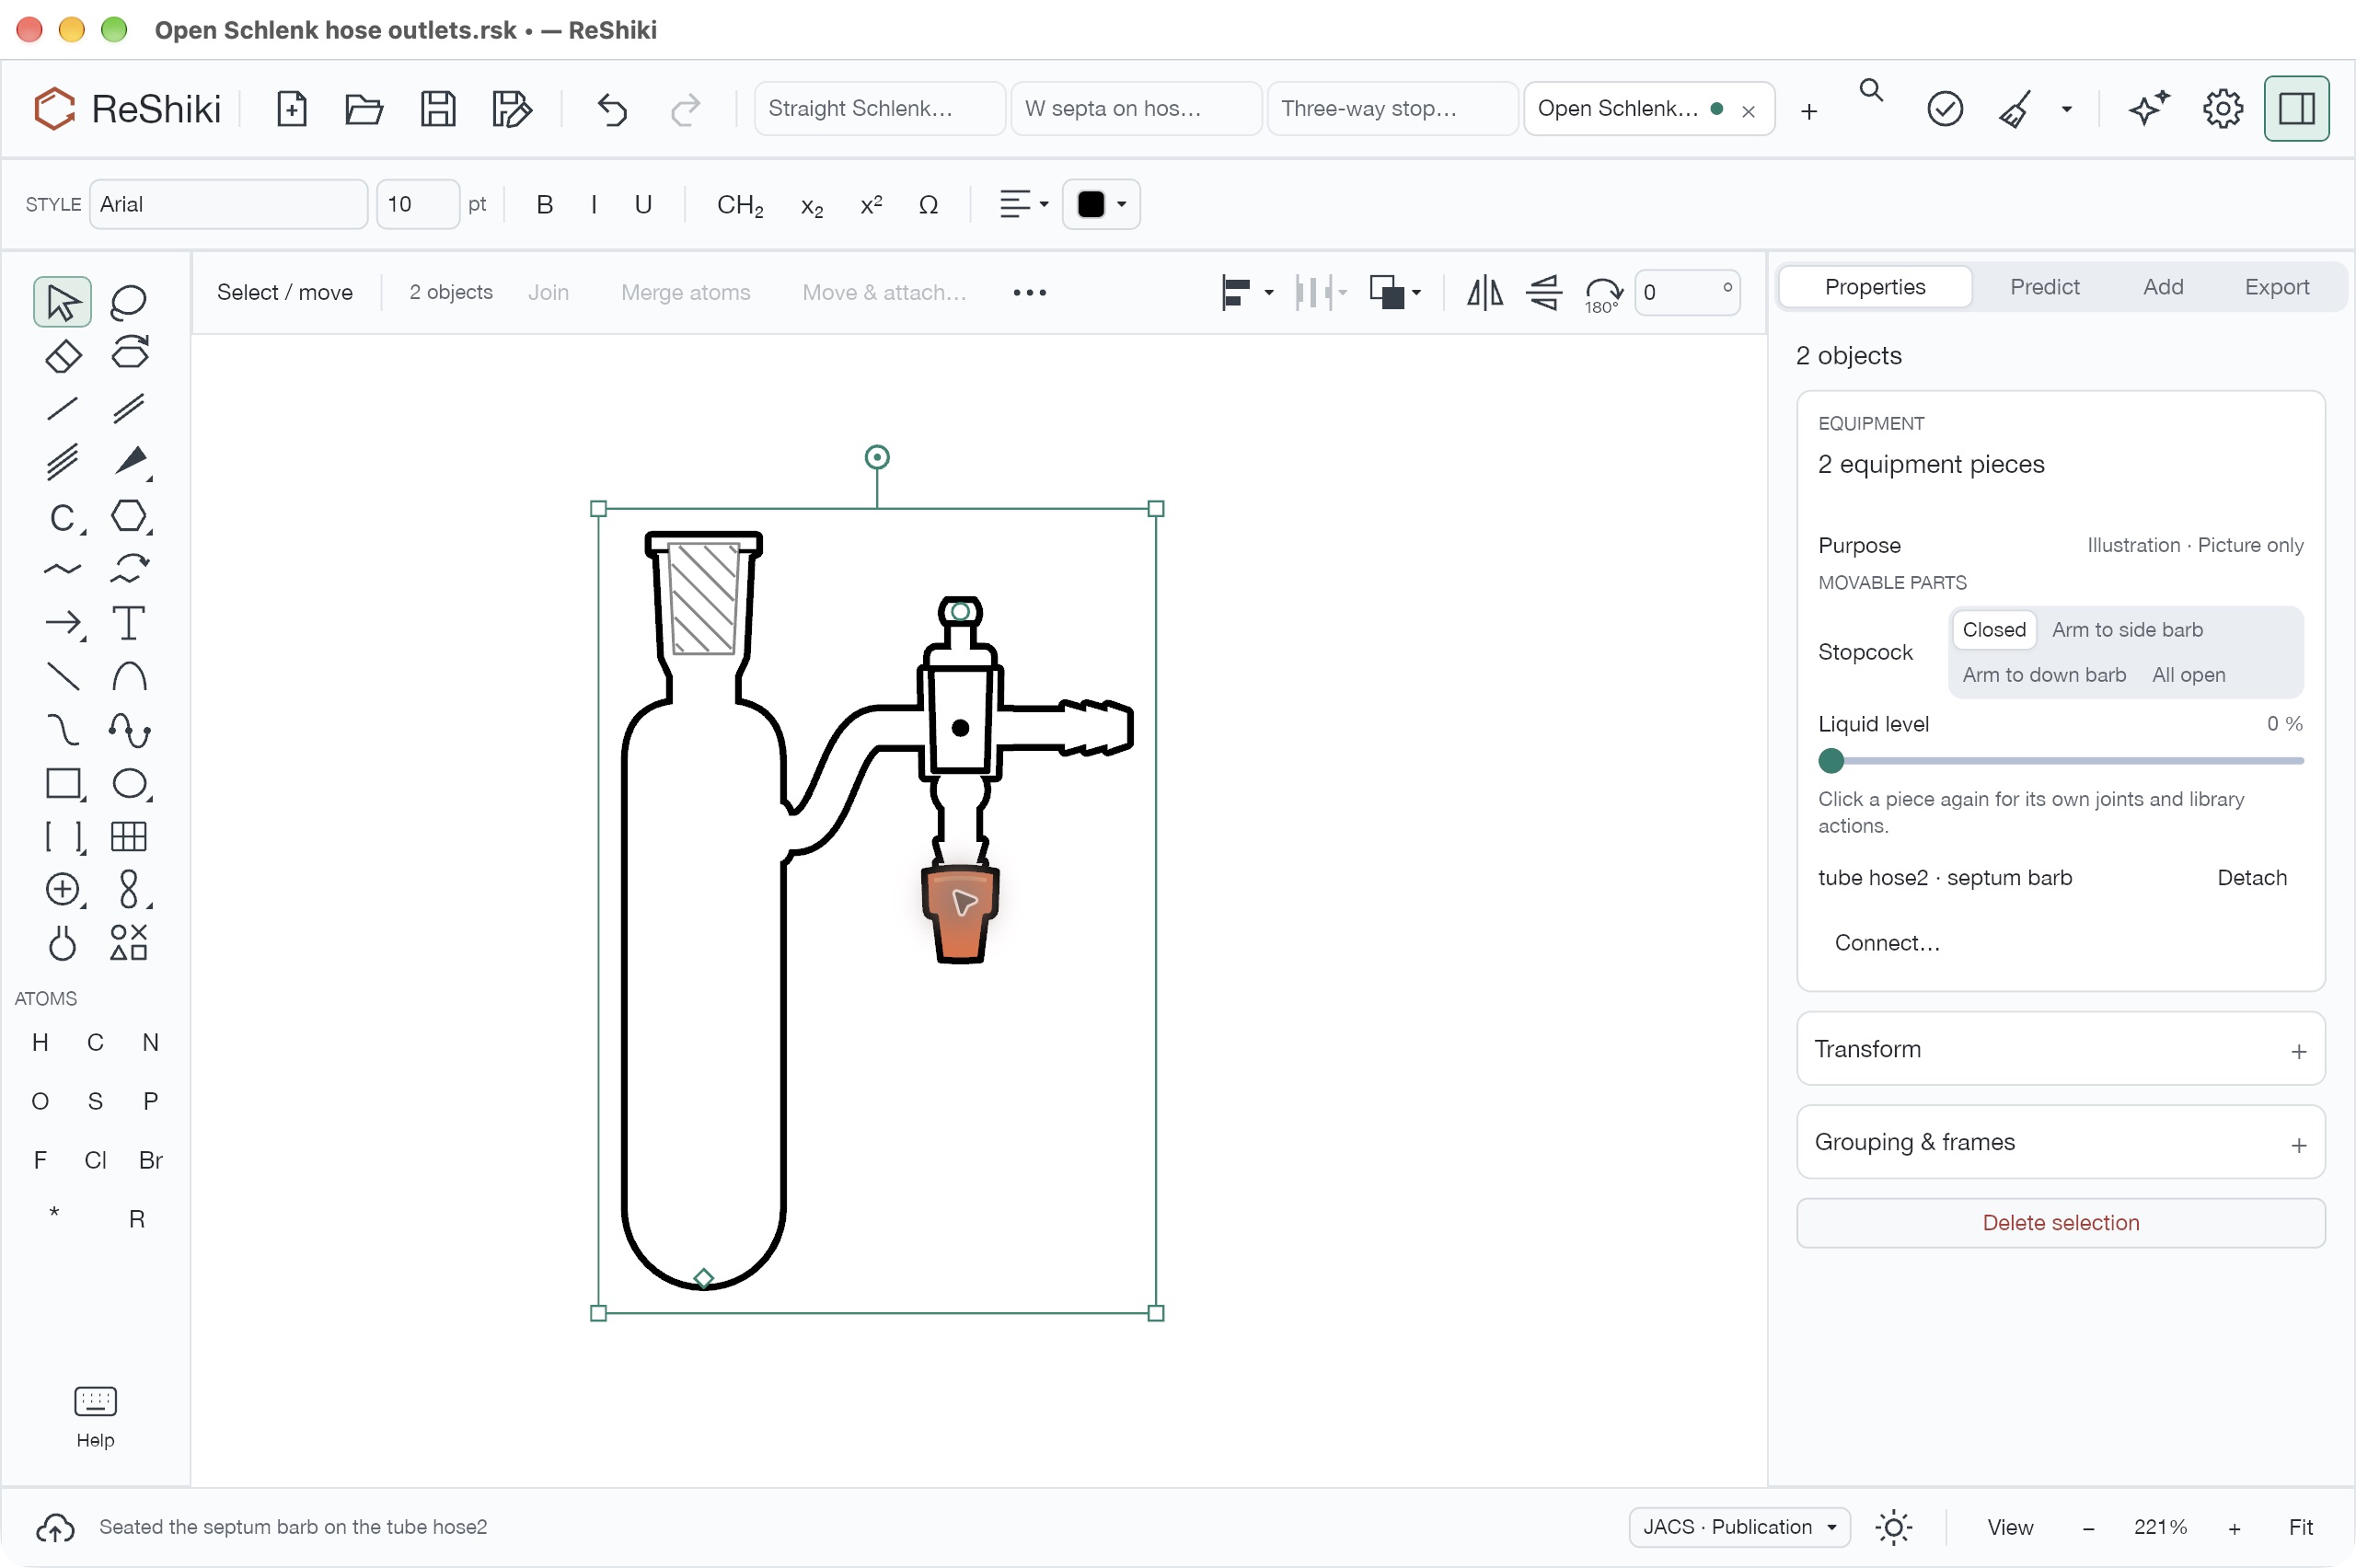 Open Schlenk hose outlets.rsk • — ReShiki
ReShiki
Straight Schlenk...
W septa on hos...
Three-way stop...
Open Schlenk...
STYLE
Arial
10
pt
B
I
U
CH₂
x₂
x²
Ω
Select / move
2 objects
Join
Merge atoms
Move & attach...
180°
0
°
Properties
Predict
Add
Export
2 objects
EQUIPMENT
2 equipment pieces
Purpose
Illustration · Picture only
MOVABLE PARTS
Stopcock
Closed
Arm to side barb
Arm to down barb
All open
Liquid level
0 %
Click a piece again for its own joints and library
actions.
tube hose2 · septum barb
Detach
Connect...
Transform
+
Grouping & frames
+
Delete selection
C
T
ATOMS
H C N
O S P
F Cl Br
* R
Help
Seated the septum barb on the tube hose2
JACS · Publication
View
–
221%
+
Fit